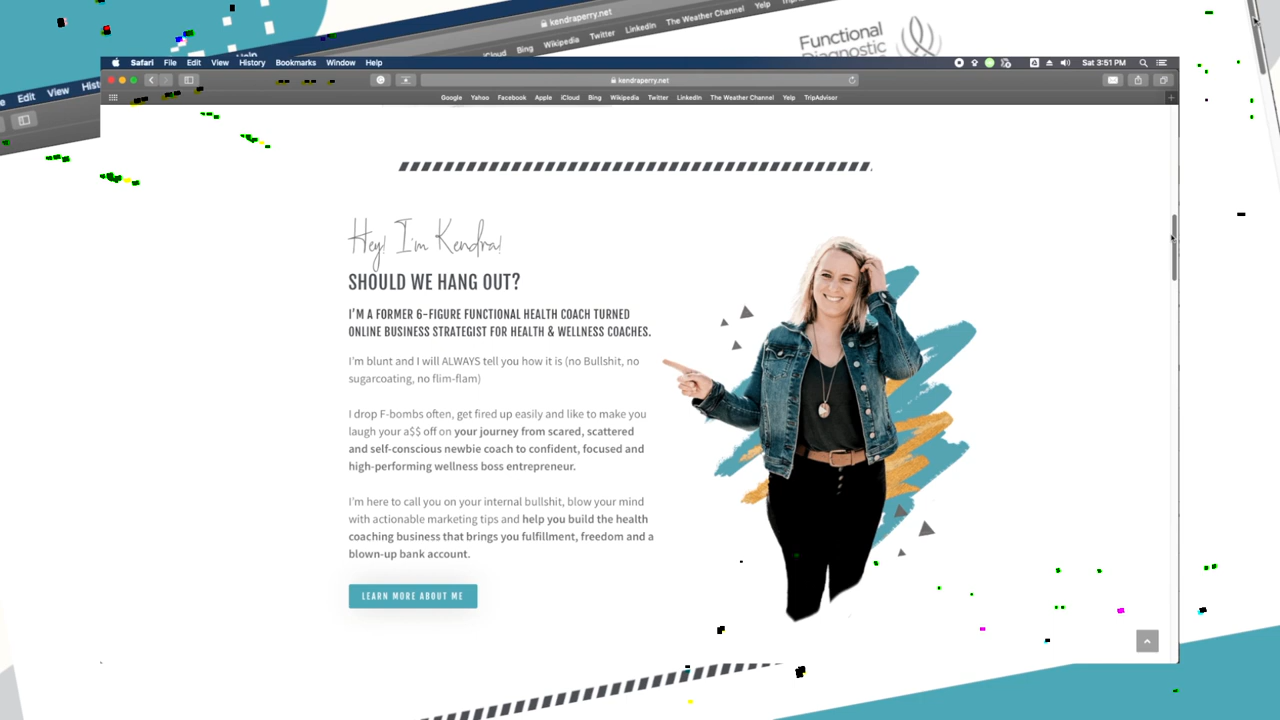 kendraperry.net
iCloud Bing Wikipedia Twitter LinkedIn The Weather Channel Yelp
Functional
Diagnostic
Edit View
Safari File Edit View History Bookmarks Window Help
Sat 3:51 PM
kendraperry.net
Google Yahoo Facebook Apple iCloud Bing Wikipedia Twitter LinkedIn The Weather Channel Yelp TripAdvisor
Hey! I'm Kendra!
SHOULD WE HANG OUT?
I'M A FORMER 6-FIGURE FUNCTIONAL HEALTH COACH TURNED
ONLINE BUSINESS STRATEGIST FOR HEALTH & WELLNESS COACHES.
I'm blunt and I will ALWAYS tell you how it is (no Bullshit, no
sugarcoating, no flim-flam)
I drop F-bombs often, get fired up easily and like to make you
laugh your a$$ off on your journey from scared, scattered
and self-conscious newbie coach to confident, focused and
high-performing wellness boss entrepreneur.
I'm here to call you on your internal bullshit, blow your mind
with actionable marketing tips and help you build the health
coaching business that brings you fulfillment, freedom and a
blown-up bank account.
LEARN MORE ABOUT ME